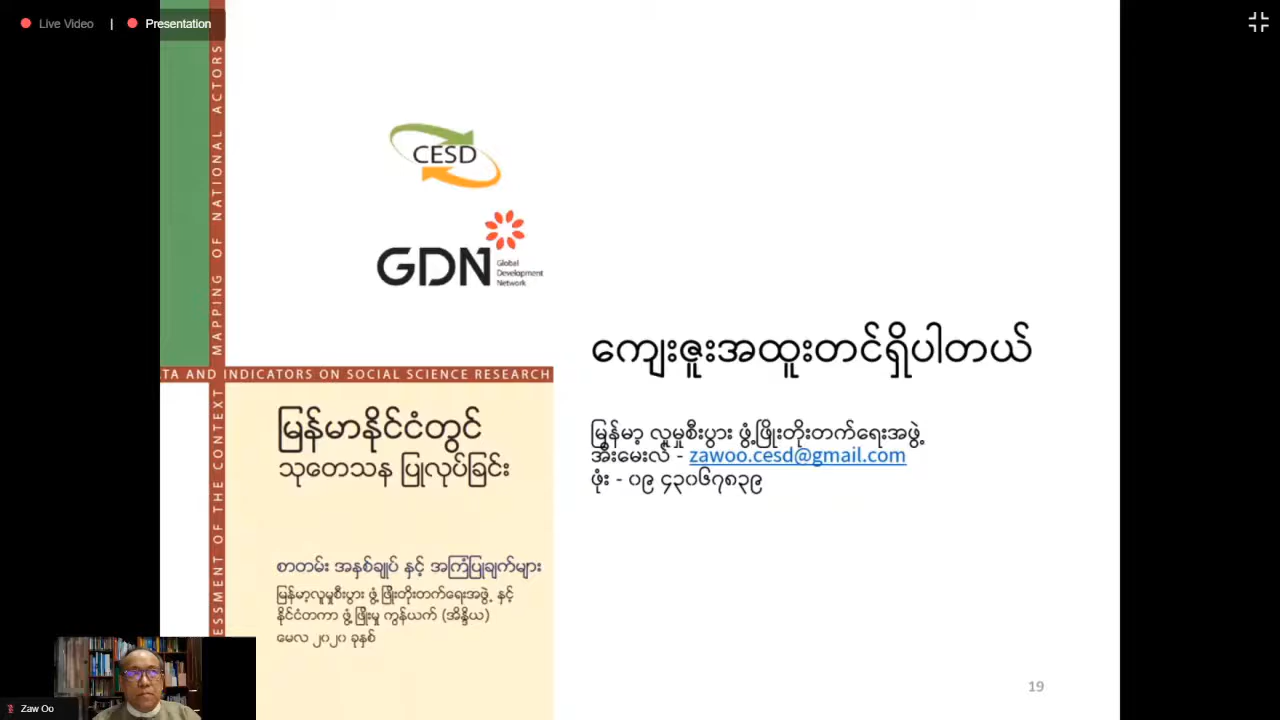 Live Video | Presentation
MAPPING OF NATIONAL ACTORS
CESD
GDN
Global
Development
Network
TA AND INDICATORS ON SOCIAL SCIENCE RESEARCH
ESSMENT OF THE CONTEXT
မြန်မာနိုင်ငံတွင်
သုတေသန ပြုလုပ်ခြင်း
စာတမ်း အနှစ်ချုပ် နှင့် အကြံပြုချက်များ
မြန်မာ့လူမှုစီးပွား ဖွံ့ဖြိုးတိုးတက်ရေးအဖွဲ့ နှင့်
နိုင်ငံတကာ ဖွံ့ဖြိုးမှု ကွန်ယက် (အိန္ဒိယ)
မေလ ၂၀၂၀ ခုနှစ်
ကျေးဇူးအထူးတင်ရှိပါတယ်
မြန်မာ့ လူမှုစီးပွား ဖွံ့ဖြိုးတိုးတက်ရေးအဖွဲ့
အီးမေးလ် - zawoo.cesd@gmail.com
ဖုံး - ၀၉ ၄၃၀၆၇၈၃၉
19
Zaw Oo